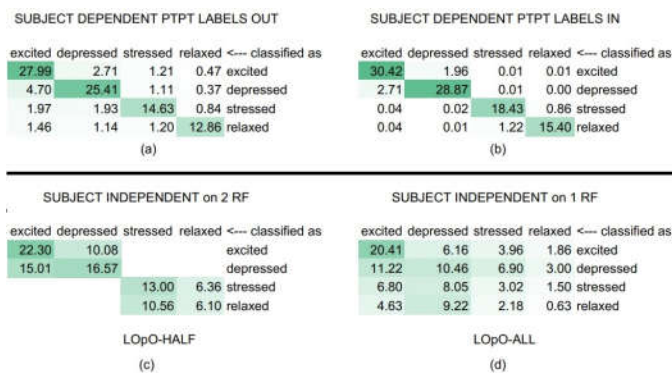 SUBJECT DEPENDENT PTPT LABELS OUT
excited depressed stressed relaxed <--- classified as
27.99 2.71 1.21 0.47 excited
4.70 25.41 1.11 0.37 depressed
1.97 1.93 14.63 0.84 stressed
1.46 1.14 1.20 12.86 relaxed
(a)
SUBJECT DEPENDENT PTPT LABELS IN
excited depressed stressed relaxed <--- classified as
30.42 1.96 0.01 0.01 excited
2.71 28.87 0.01 0.00 depressed
0.04 0.02 18.43 0.86 stressed
0.04 0.01 1.22 15.40 relaxed
(b)
SUBJECT INDEPENDENT on 2 RF
excited depressed stressed relaxed <--- classified as
22.30 10.08 excited
15.01 16.57 depressed
13.00 6.36 stressed
10.56 6.10 relaxed
LOpO-HALF
(c)
SUBJECT INDEPENDENT on 1 RF
excited depressed stressed relaxed <--- classified as
20.41 6.16 3.96 1.86 excited
11.22 10.46 6.90 3.00 depressed
6.80 8.05 3.02 1.50 stressed
4.63 9.22 2.18 0.63 relaxed
LOpO-ALL
(d)